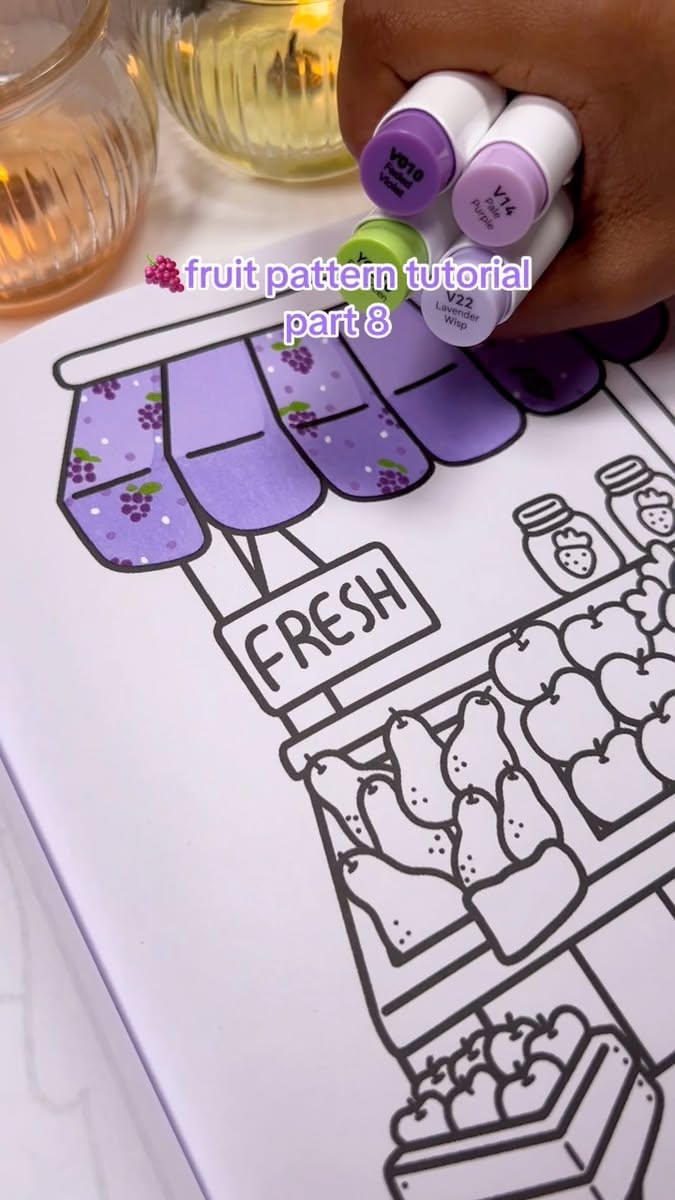 V010
Faded
Violet
V14
Pale
Purple
🍇fruit pattern tutorial
part 8
V22
Lavender
Wisp
FRESH